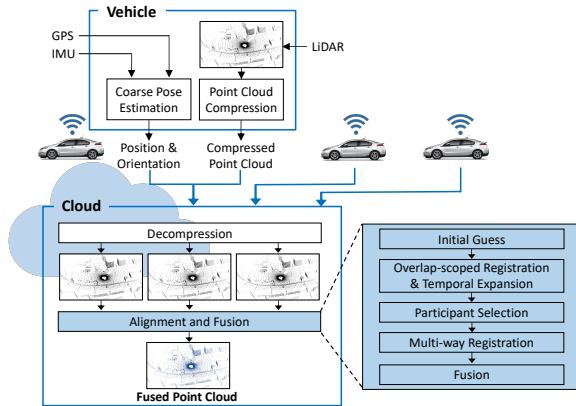 Vehicle
GPS
IMU
LiDAR
Coarse Pose
Estimation
Point Cloud
Compression
Position &
Orientation
Compressed
Point Cloud
Cloud
Decompression
Alignment and Fusion
Fused Point Cloud
Initial Guess
Overlap-scoped Registration
& Temporal Expansion
Participant Selection
Multi-way Registration
Fusion